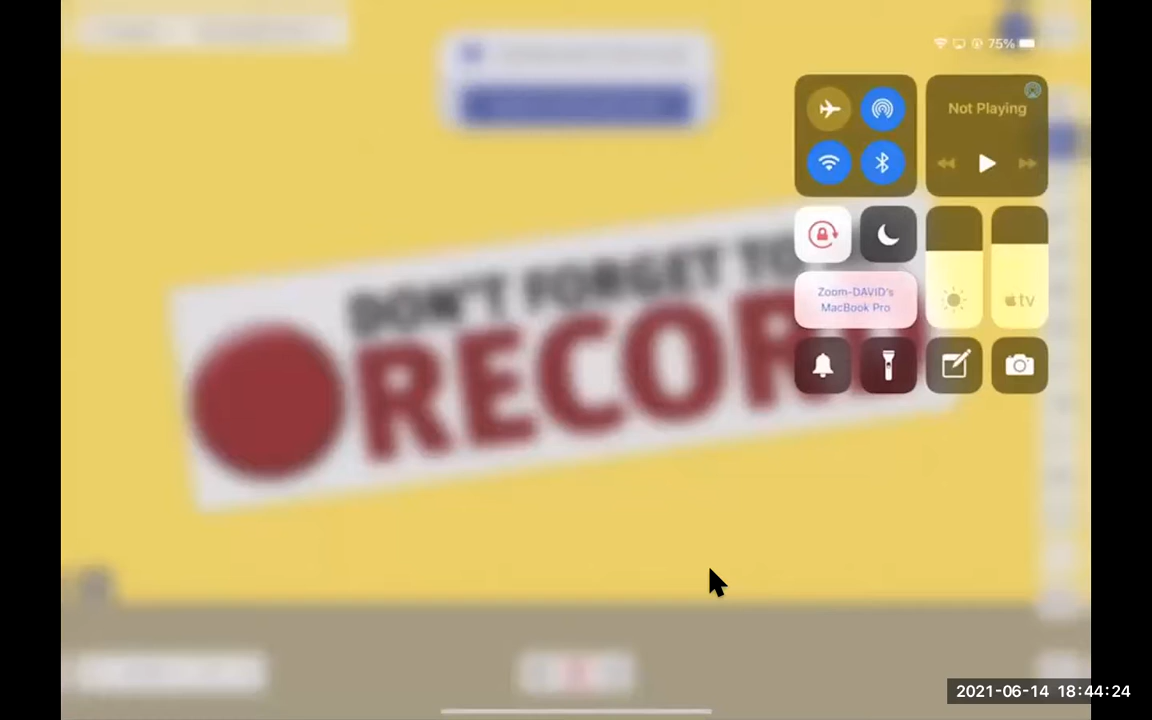 75%
Not Playing
DON'T FORGET TO
RECOR
Zoom-DAVID's
MacBook Pro
tv
2021-06-14 18:44:24